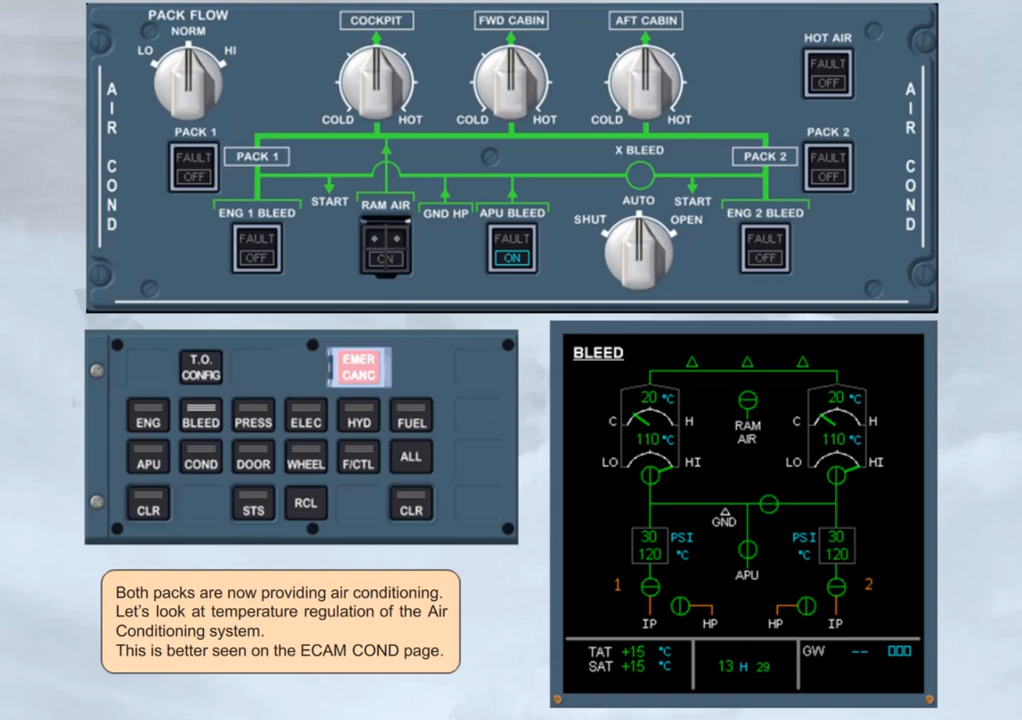 PACK FLOW
NORM
LO
HI
COCKPIT
FWD CABIN
AFT CABIN
HOT AIR
FAULT
OFF
AIR COND
AIR COND
COLD
HOT
COLD
HOT
COLD
HOT
PACK 1
FAULT
OFF
PACK 1
X BLEED
PACK 2
PACK 2
FAULT
OFF
START
RAM AIR
GND HP
APU BLEED
AUTO
START
ENG 1 BLEED
FAULT
OFF
ON
FAULT
ON
SHUT
OPEN
ENG 2 BLEED
FAULT
OFF
T.O.
CONFIG
EMER
CANC
ENG
BLEED
PRESS
ELEC
HYD
FUEL
APU
COND
DOOR
WHEEL
F/CTL
ALL
CLR
STS
RCL
CLR
BLEED
20 °C
20 °C
C
H
RAM
AIR
C
H
110 °C
110 °C
LO
HI
LO
HI
GND
30 PSI
120 °C
PSI 30
°C 120
APU
1
2
IP
HP
HP
IP
TAT +15 °C
SAT +15 °C
13 H 29
GW -- 
Both packs are now providing air conditioning.
Let's look at temperature regulation of the Air
Conditioning system.
This is better seen on the ECAM COND page.